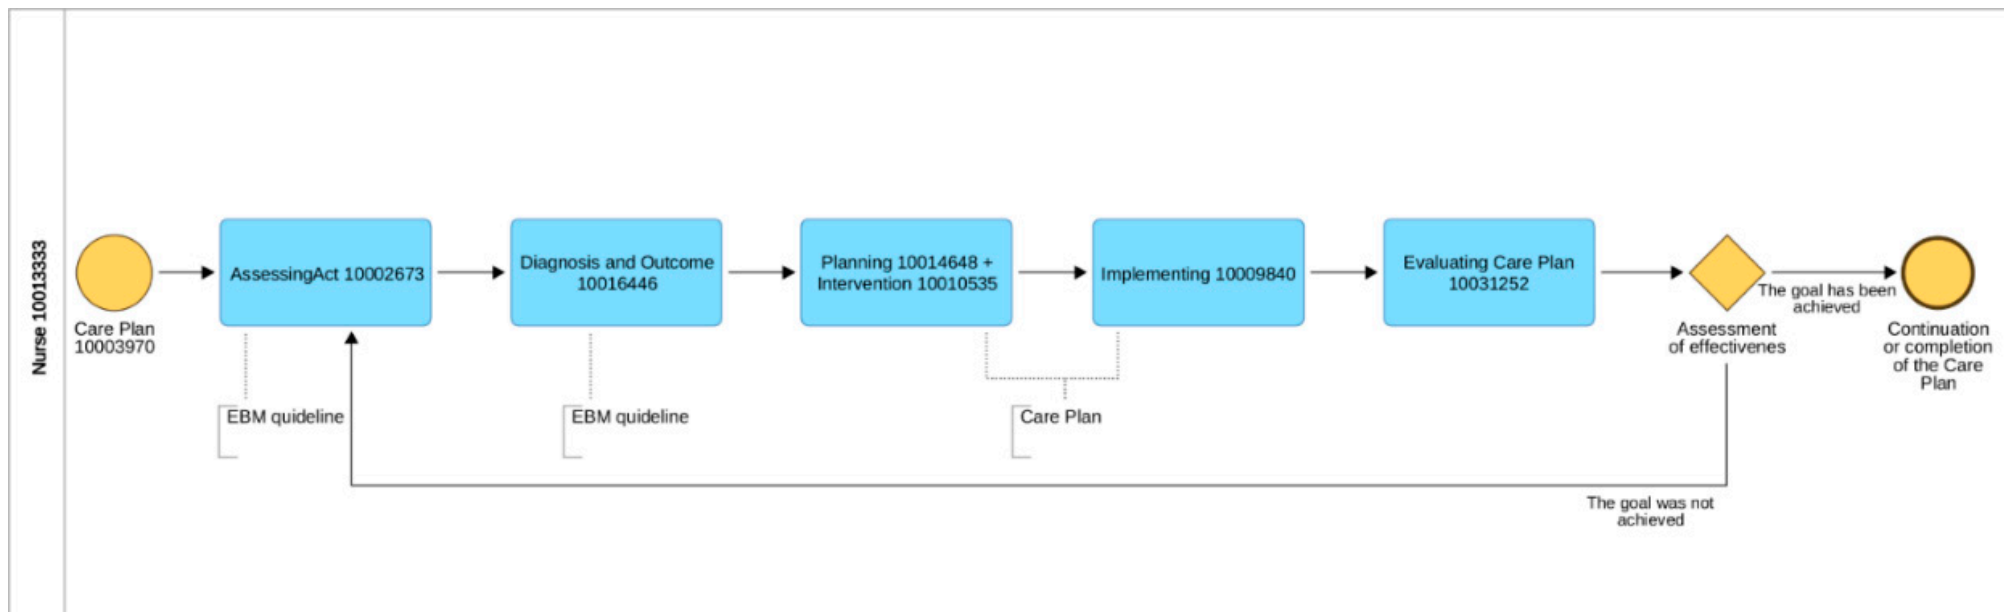 Nurse 10013333
Care Plan
10003970
AssessingAct 10002673
Diagnosis and Outcome
10016446
Planning 10014648 +
Intervention 10010535
Implementing 10009840
Evaluating Care Plan
10031252
Assessment
of effectivenes
The goal has been
achieved
Continuation
or completion
of the Care
Plan
EBM quideline
EBM quideline
Care Plan
The goal was not
achieved